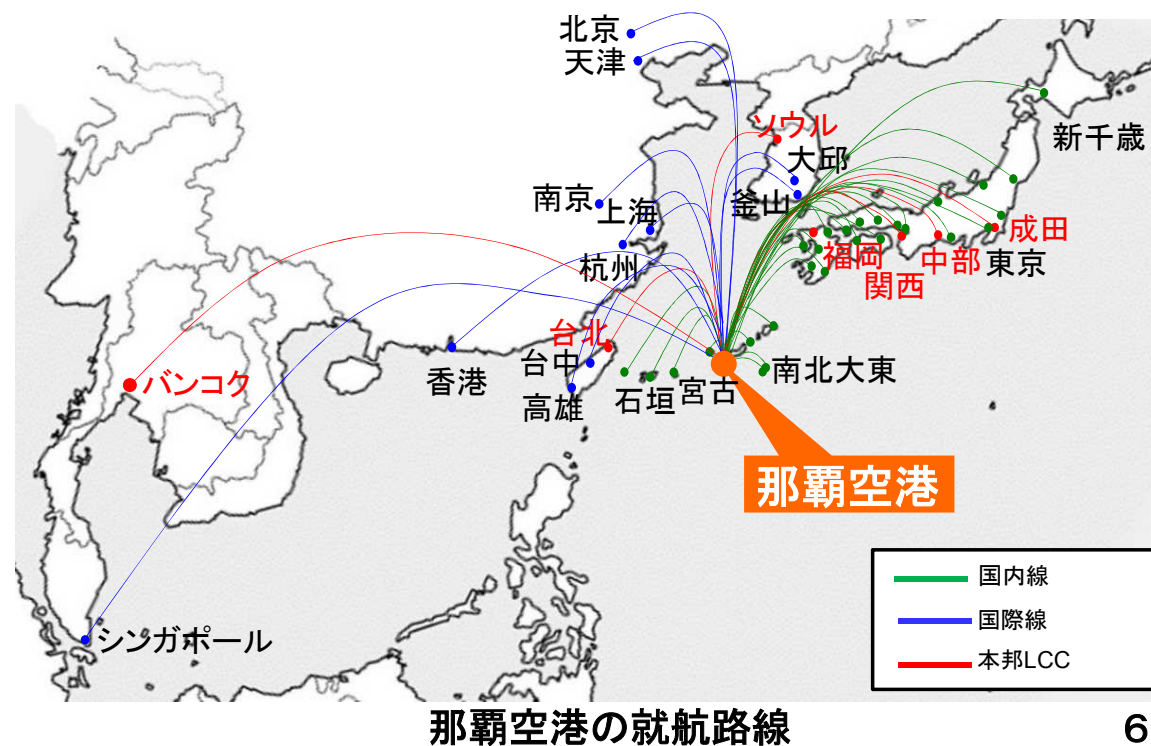 北京
天津
ソウル
大邱
新千歳
南京
上海
釜山
杭州
福岡
関西
中部
東京
成田
台北
台中
高雄
香港
バンコク
石垣
宮古
南北大東
那覇空港
シンガポール
国内線
国際線
本邦LCC
那覇空港の就航路線
6